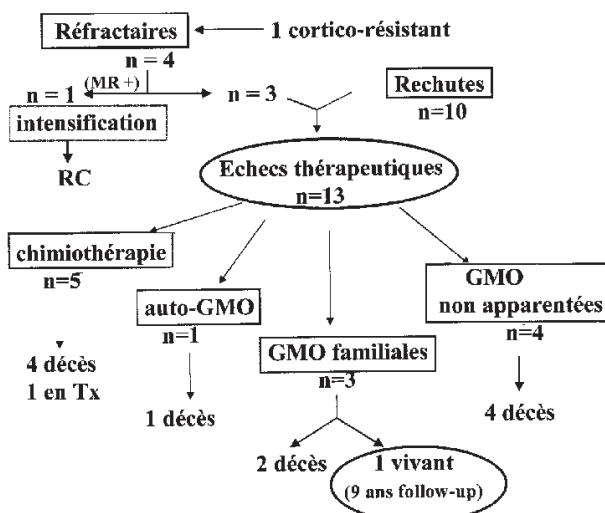 Réfractaires
1 cortico-résistant
n = 4
(MR +)
n = 1
n = 3
Rechutes
n=10
intensification
RC
Echecs thérapeutiques
n=13
chimiothérapie
n=5
4 décès
1 en Tx
auto-GMO
n=1
1 décès
GMO familiales
n=3
2 décès
1 vivant
(9 ans follow-up)
GMO
non apparentées
n=4
4 décès